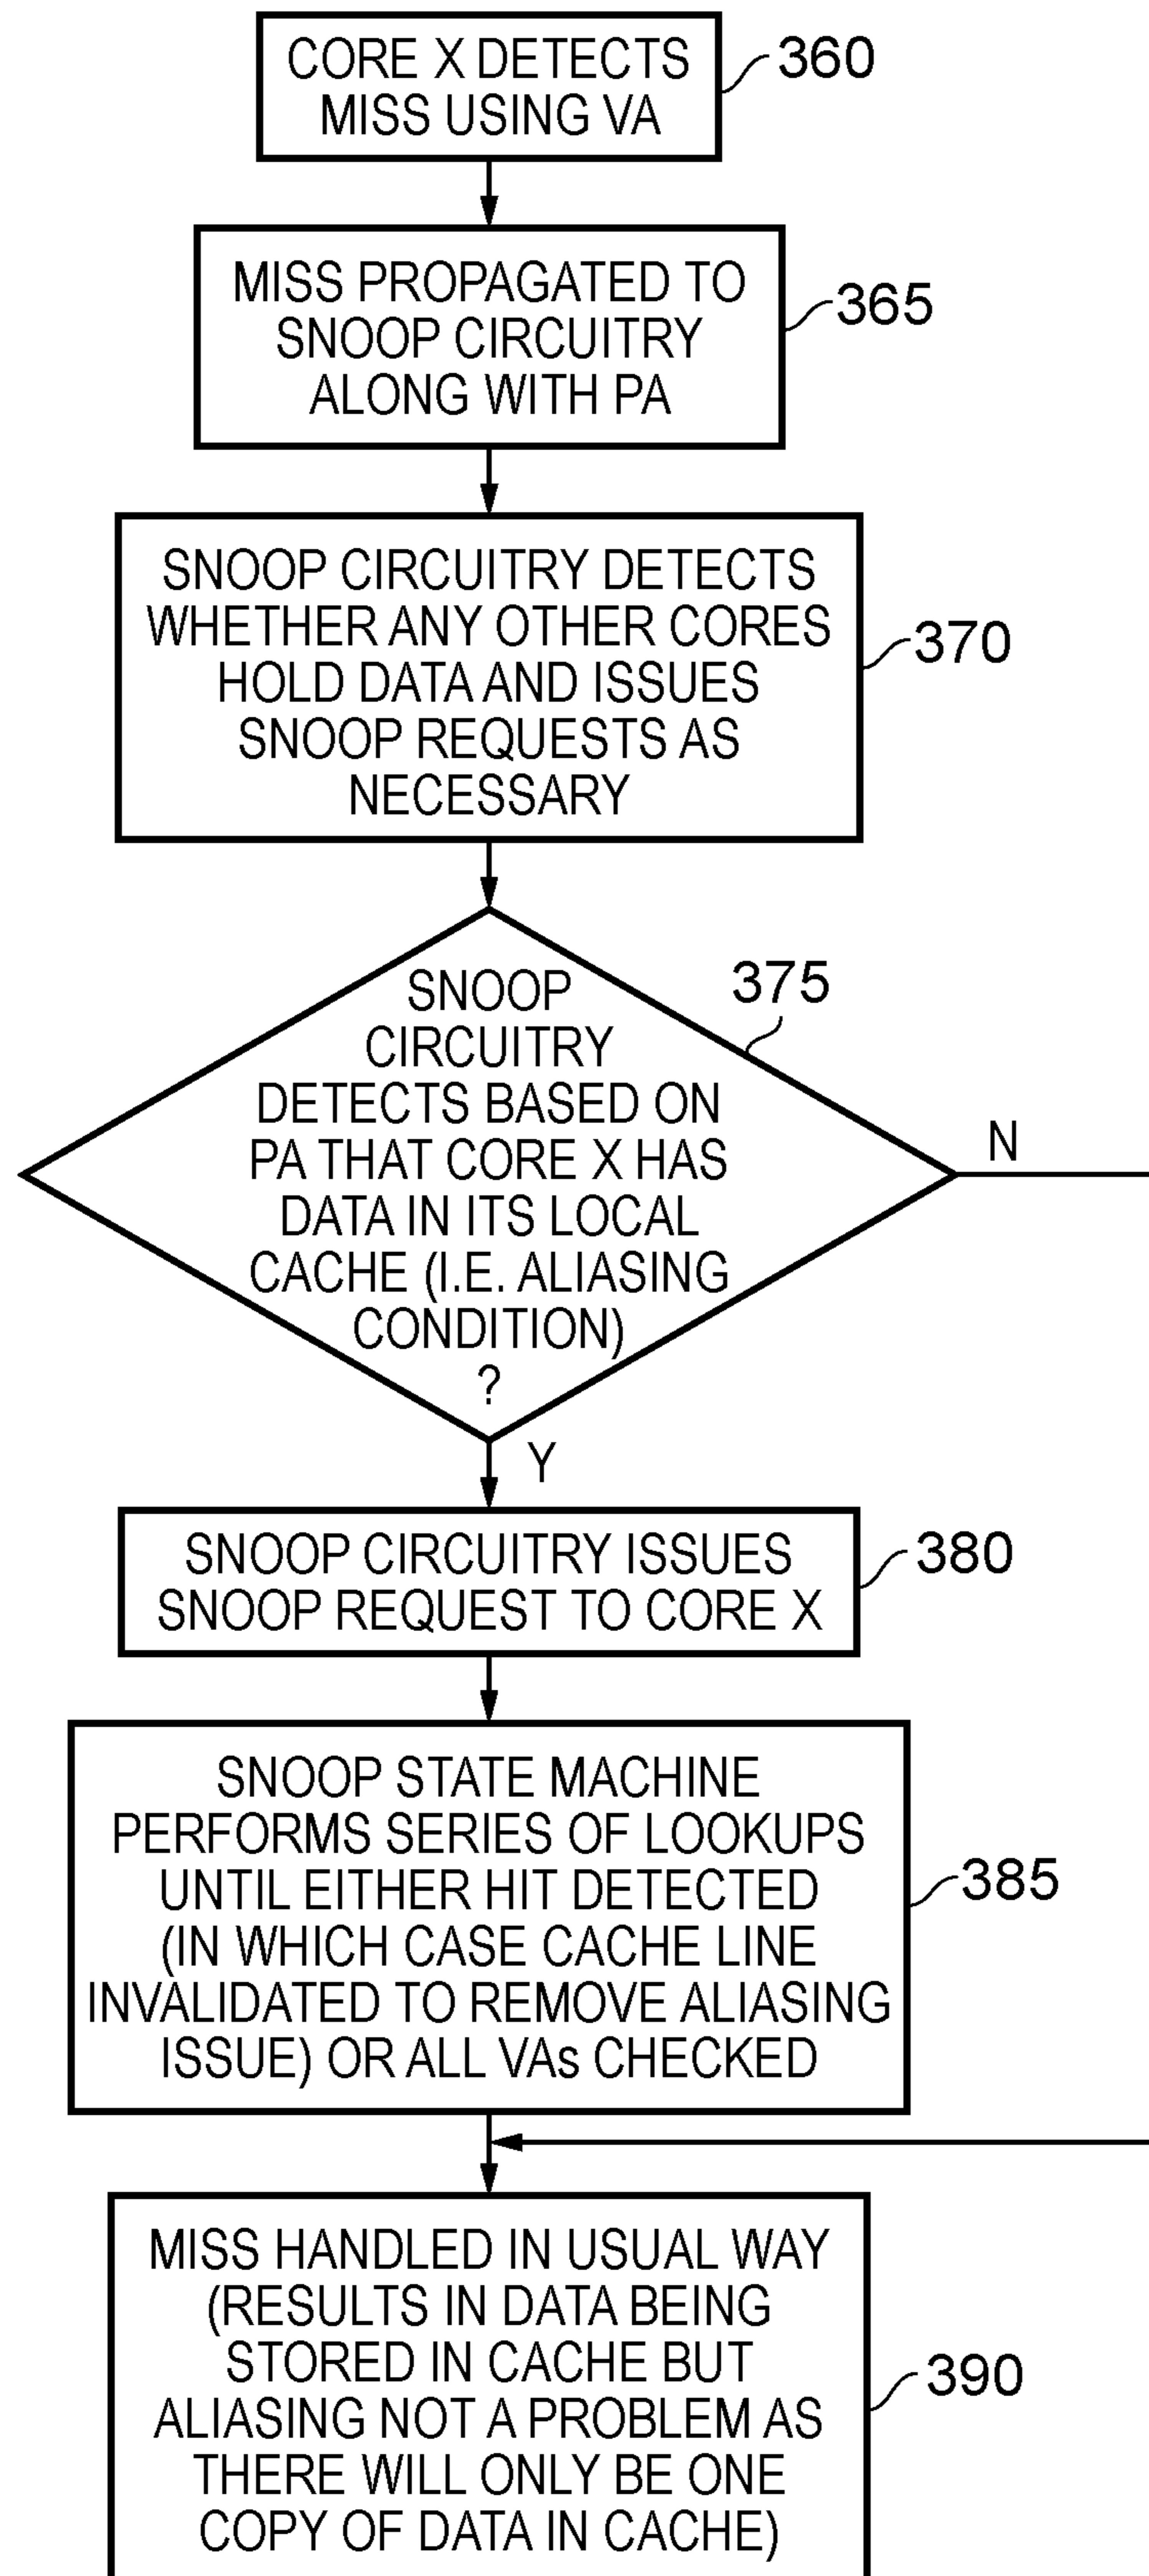 CORE X DETECTS
MISS USING VA
360
MISS PROPAGATED TO
SNOOP CIRCUITRY
ALONG WITH PA
365
SNOOP CIRCUITRY DETECTS
WHETHER ANY OTHER CORES
HOLD DATA AND ISSUES
SNOOP REQUESTS AS
NECESSARY
370
SNOOP
CIRCUITRY
DETECTS BASED ON
PA THAT CORE X HAS
DATA IN ITS LOCAL
CACHE (I.E. ALIASING
CONDITION)
?
375
N
Y
SNOOP CIRCUITRY ISSUES
SNOOP REQUEST TO CORE X
380
SNOOP STATE MACHINE
PERFORMS SERIES OF LOOKUPS
UNTIL EITHER HIT DETECTED
(IN WHICH CASE CACHE LINE
INVALIDATED TO REMOVE ALIASING
ISSUE) OR ALL VAs CHECKED
385
MISS HANDLED IN USUAL WAY
(RESULTS IN DATA BEING
STORED IN CACHE BUT
ALIASING NOT A PROBLEM AS
THERE WILL ONLY BE ONE
COPY OF DATA IN CACHE)
390